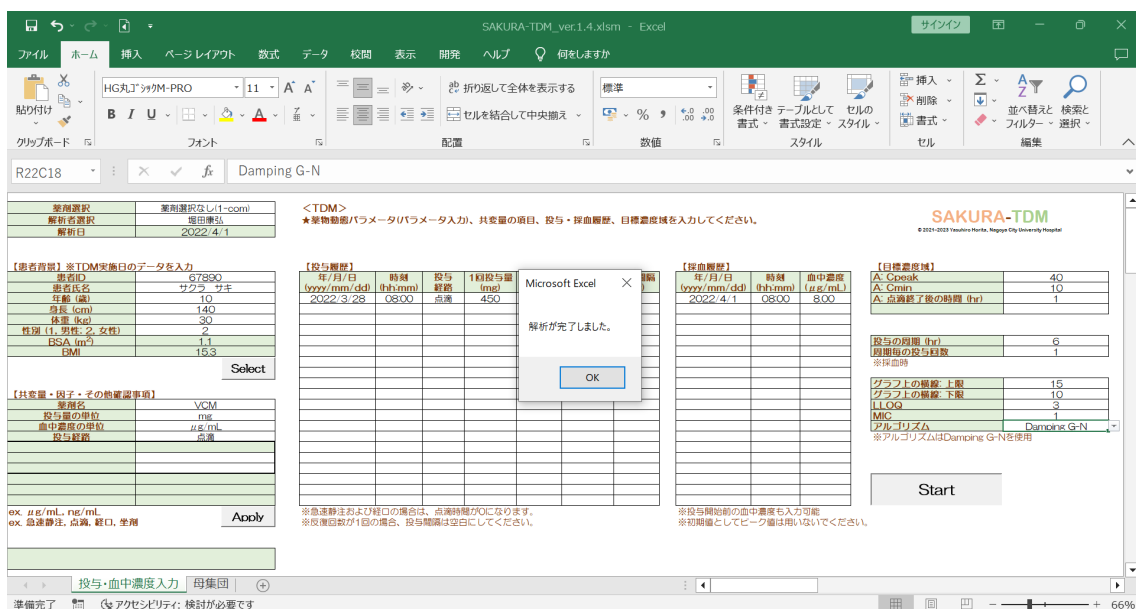 SAKURA-TDM_ver.1.4.xlsm - Excel
サインイン
ファイル ホーム 挿入 ページ レイアウト 数式 データ 校閲 表示 開発 ヘルプ 何をしますか
貼り付け
クリップボード
HG丸ｺﾞｼｯｸM-PRO 11
B I U
フォント
折り返して全体を表示する
セルを結合して中央揃え
配置
標準
数値
条件付き書式
テーブルとして書式設定
セルのスタイル
スタイル
挿入
削除
書式
セル
並べ替えとフィルター
検索と選択
編集
R22C18 fx Damping G-N
薬剤選択 薬剤選択なし(1-com)
解析者選択 堀田康弘
解析日 2022/4/1
<TDM>
★薬物動態パラメータ(パラメータ入力)、共変量の項目、投与・採血履歴、目標濃度域を入力してください。
SAKURA-TDM
© 2021-2023 Yasuhiro Horita, Nagoya City University Hospital
【患者背景】※TDM実施日のデータを入力
患者ID 67890
患者氏名 サクラ サキ
年齢 (歳) 10
身長 (cm) 140
体重 (kg) 30
性別 (1, 男性; 2, 女性) 2
BSA (m²) 1.1
BMI 15.3
Select
【共変量・因子・その他確認事項】
薬剤名 VCM
投与量の単位 mg
血中濃度の単位 μg/mL
投与経路 点滴
ex. μg/mL, ng/mL
ex. 急速静注, 点滴, 経口, 坐剤
Apply
【投与履歴】
年/月/日 (yyyy/mm/dd) 時刻 (hh:mm) 投与経路 1回投与量 (mg)
間隔
2022/3/28 08:00 点滴 450
※急速静注および経口の場合は、点滴時間が0になります。
※反復回数が1回の場合、投与間隔は空白にしてください。
Microsoft Excel
解析が完了しました。
OK
【採血履歴】
年/月/日 (yyyy/mm/dd) 時刻 (hh:mm) 血中濃度 (μg/mL)
2022/4/1 08:00 8.00
※投与開始前の血中濃度も入力可能
※初期値としてピーク値は用いないでください。
【目標濃度域】
A: Cpeak 40
A: Cmin 10
A: 点滴終了後の時間 (hr) 1
投与の周期 (hr) 6
周期毎の投与回数 1
※採血時
グラフ上の横線: 上限 15
グラフ上の横線: 下限 10
LLOQ 3
MIC 1
アルゴリズム Damping G-N
※アルゴリズムはDamping G-Nを使用
Start
投与・血中濃度入力 母集団
準備完了 アクセシビリティ: 検討が必要です
66%